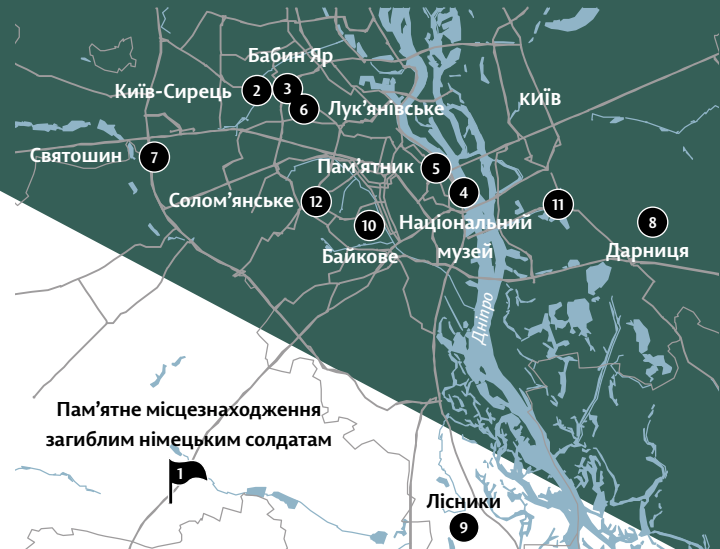 Бабин Яр
Київ-Сирець
2
3
6
Лук'янівське
КИЇВ
Святошин
7
Пам'ятник
5
4
Солом'янське
12
10
Байкове
Національний
музей
11
8
Дарниця
Дніпро
Пам'ятне місцезнаходження
загиблим німецьким солдатам
1
Лісники
9